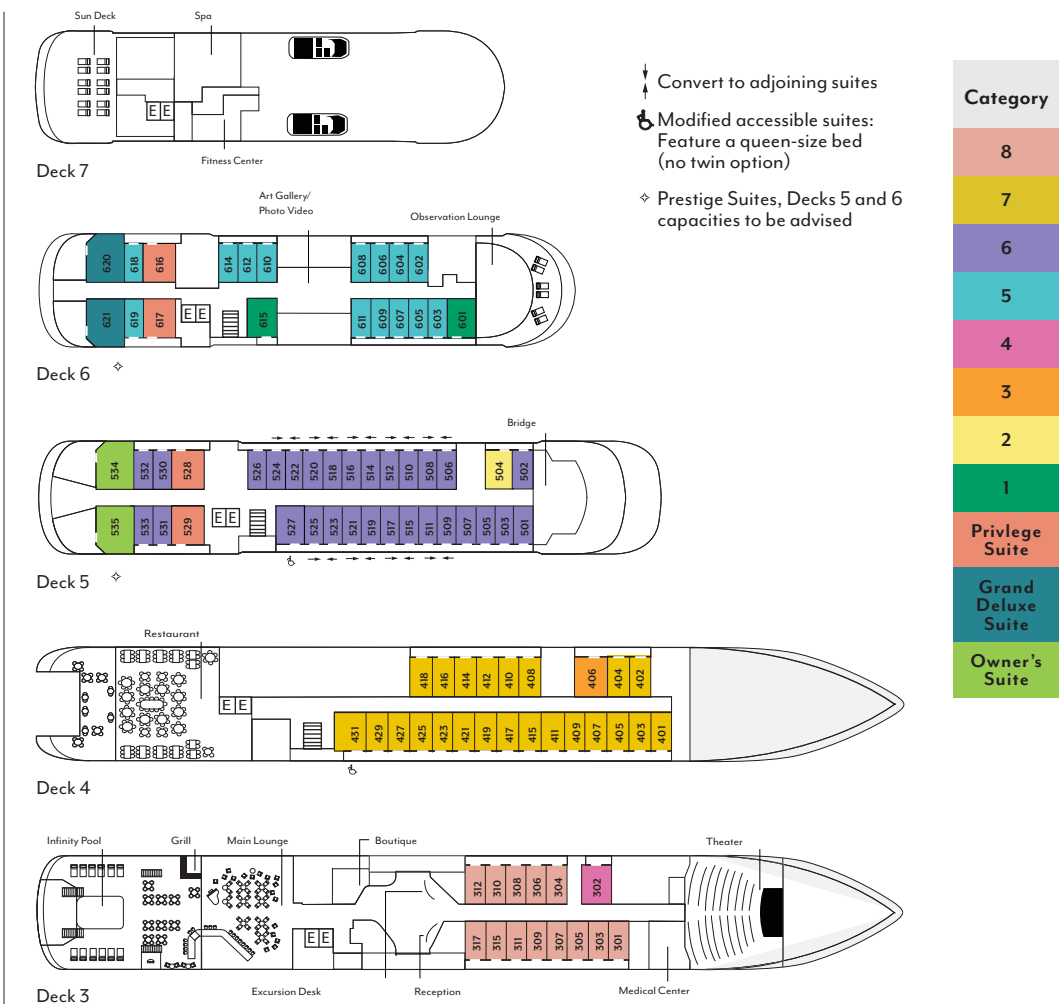 Sun Deck
Spa
E E
Fitness Center
Deck 7
Convert to adjoining suites
Modified accessible suites:
Feature a queen-size bed
(no twin option)
Prestige Suites, Decks 5 and 6
capacities to be advised
Category
8
7
6
5
4
3
2
1
Privlege
Suite
Grand
Deluxe
Suite
Owner's
Suite
Art Gallery/
Photo Video
Observation Lounge
620 618 616 614 612 610 608 606 604 602
E E
621 619 617 615 611 609 607 605 603 601
Deck 6
Bridge
534 532 530 528 526 524 522 520 518 516 514 512 510 508 506 504 502
E E
535 533 531 529 527 525 523 521 519 517 515 511 509 507 505 503 501
Deck 5
Restaurant
418 416 414 412 410 408 406 404 402
E E
431 429 427 425 423 421 419 417 415 411 409 407 405 403 401
Deck 4
Infinity Pool
Grill
Main Lounge
Boutique
Theater
312 310 308 306 304 302
E E
317 315 311 309 307 305 303 301
Excursion Desk
Reception
Medical Center
Deck 3